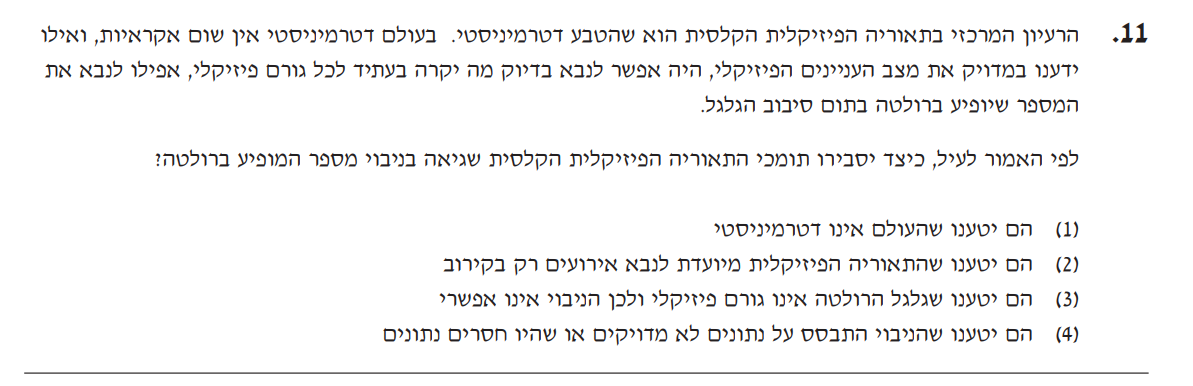 11. הרעיון המרכזי בתאוריה הפיזיקלית הקלסית הוא שהטבע דטרמיניסטי. בעולם דטרמיניסטי אין שום אקראיות, ואילו
ידענו במדויק את מצב העניינים הפיזיקלי, היה אפשר לנבא בדיוק מה יקרה בעתיד לכל גורם פיזיקלי, אפילו לנבא את
המספר שיופיע ברולטה בתום סיבוב הגלגל.
לפי האמור לעיל, כיצד יסבירו תומכי התאוריה הפיזיקלית הקלסית שגיאה בניבוי מספר המופיע ברולטה?
(1) הם יטענו שהעולם אינו דטרמיניסטי
(2) הם יטענו שהתאוריה הפיזיקלית מיועדת לנבא אירועים רק בקירוב
(3) הם יטענו שגלגל הרולטה אינו גורם פיזיקלי ולכן הניבוי אינו אפשרי
(4) הם יטענו שהניבוי התבסס על נתונים לא מדויקים או שהיו חסרים נתונים